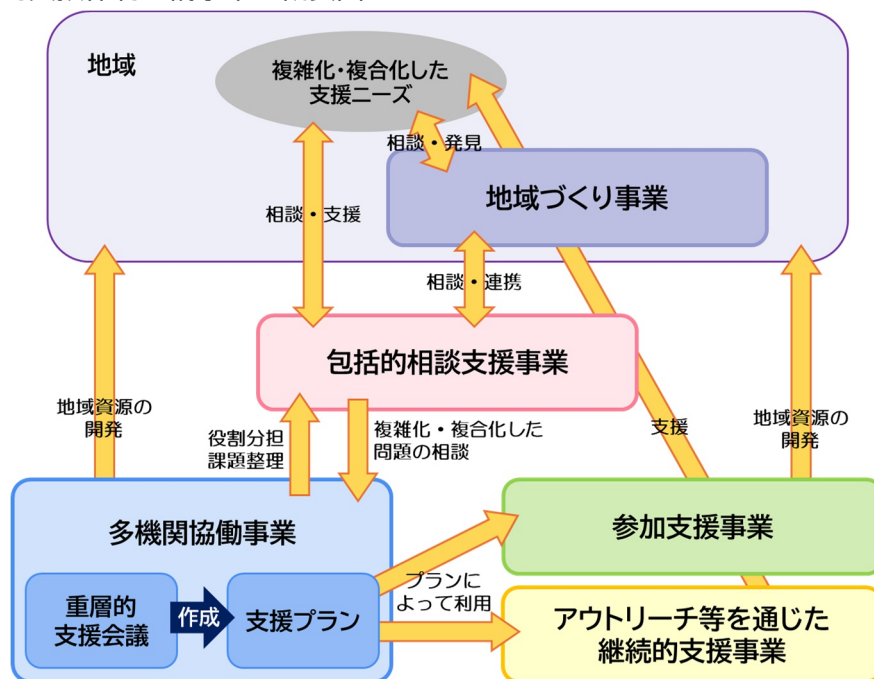 地域
複雑化・複合化した
支援ニーズ
相談・発見
地域づくり事業
相談・支援
相談・連携
包括的相談支援事業
地域資源の
開発
役割分担
課題整理
複雑化・複合化した
問題の相談
支援
地域資源の
開発
多機関協働事業
重層的
支援会議
作成
支援プラン
プランに
よって利用
参加支援事業
アウトリーチ等を通じた
継続的支援事業